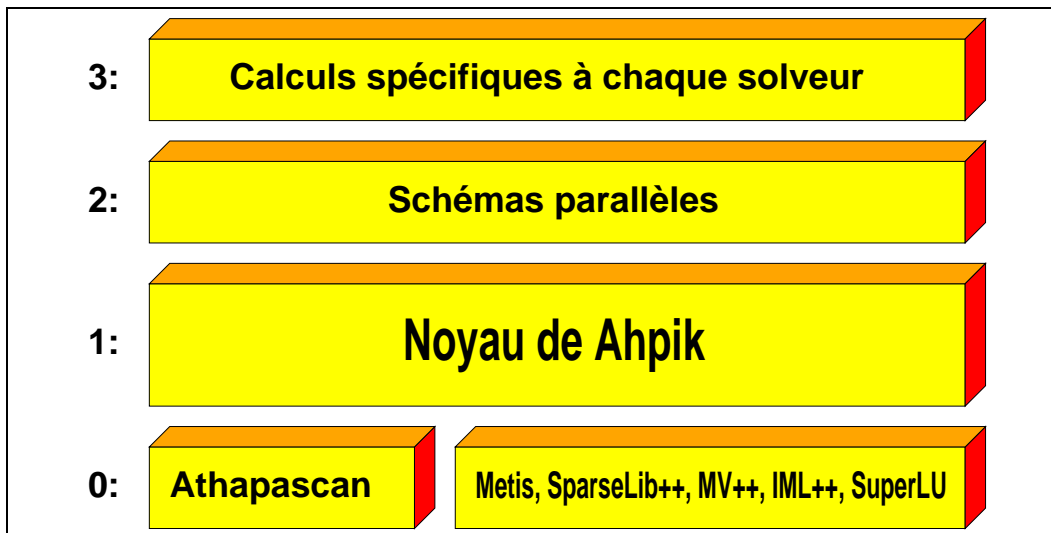 3: Calculs spécifiques à chaque solveur
2: Schémas parallèles
1: Noyau de Ahpik
0: Athapascan Metis, SparseLib++, MV++, IML++, SuperLU